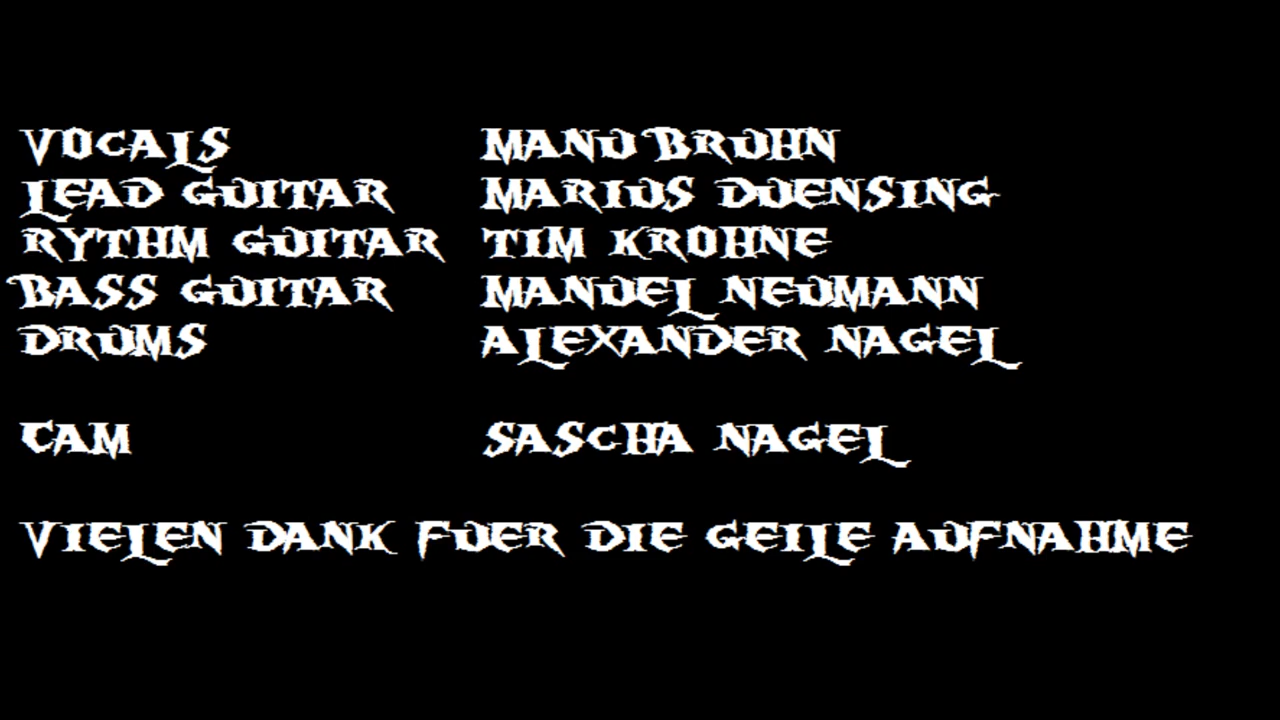 VOCALS MANU BRUHN
LEAD GUITAR MARIUS DUENSING
RYTHM GUITAR TIM KROHNE
BASS GUITAR MANUEL NEUMANN
DRUMS ALEXANDER NAGEL
CAM SASCHA NAGEL
VIELEN DANK FUER DIE GEILE AUFNAHME